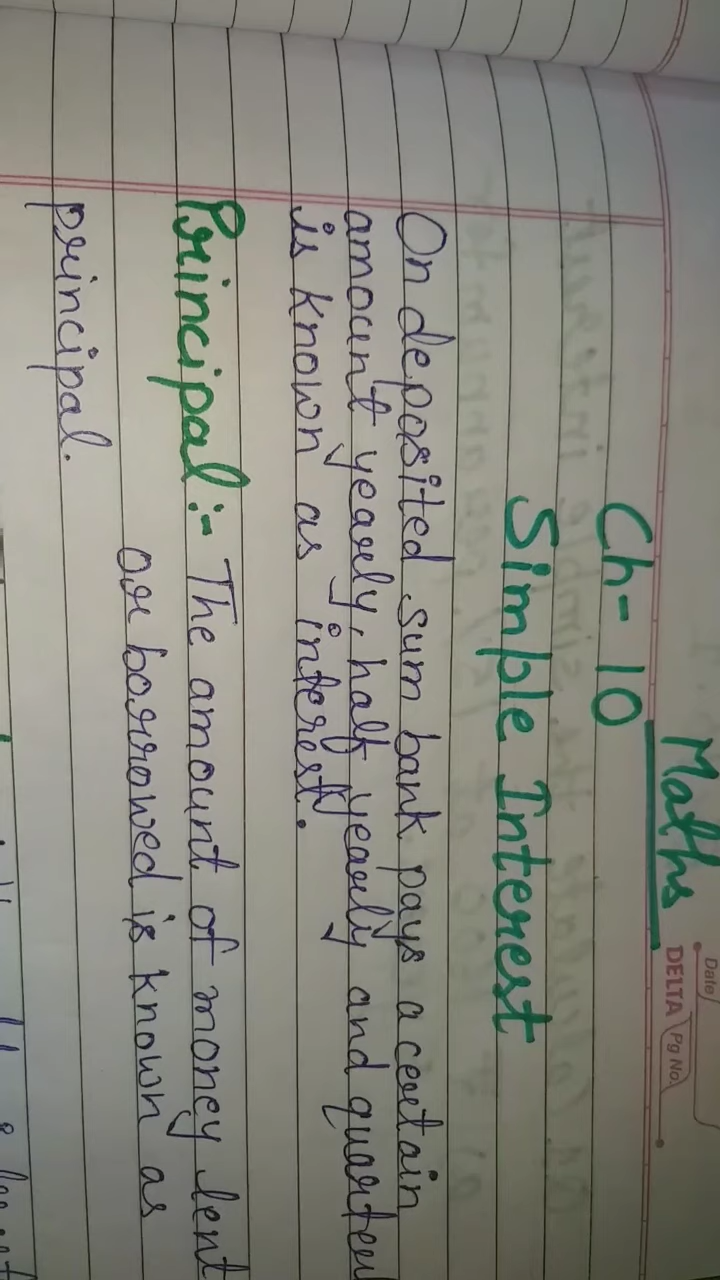 Date
DELTA Pg No.
Maths
Ch- 10
Simple Interest
On deposited sum bank pays a certain
amount yearly, half yearly and quarter
is known as interest.
Principal :- The amount of money lent
or borrowed is known as
principal.